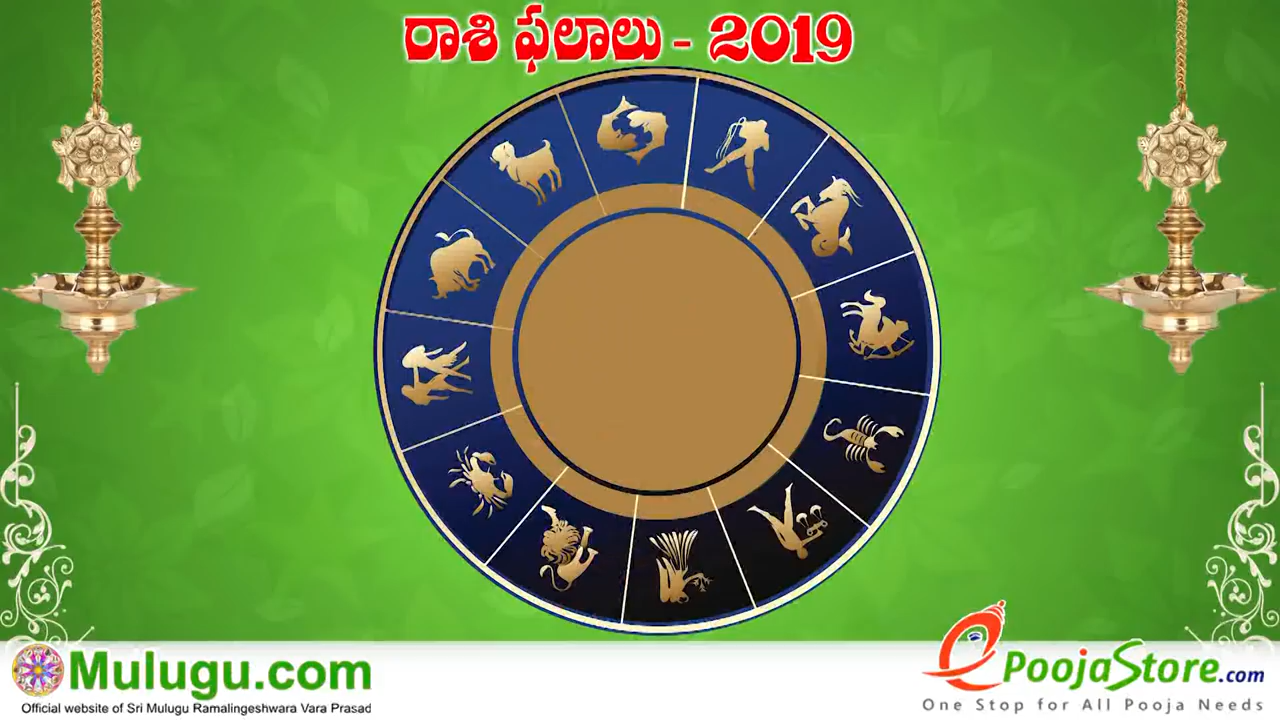 రాశి ఫలాలు - 2019
Mulugu.com
Official website of Sri Mulugu Ramalingeshwara Vara Prasad
ePoojaStore.com
One Stop for All Pooja Needs